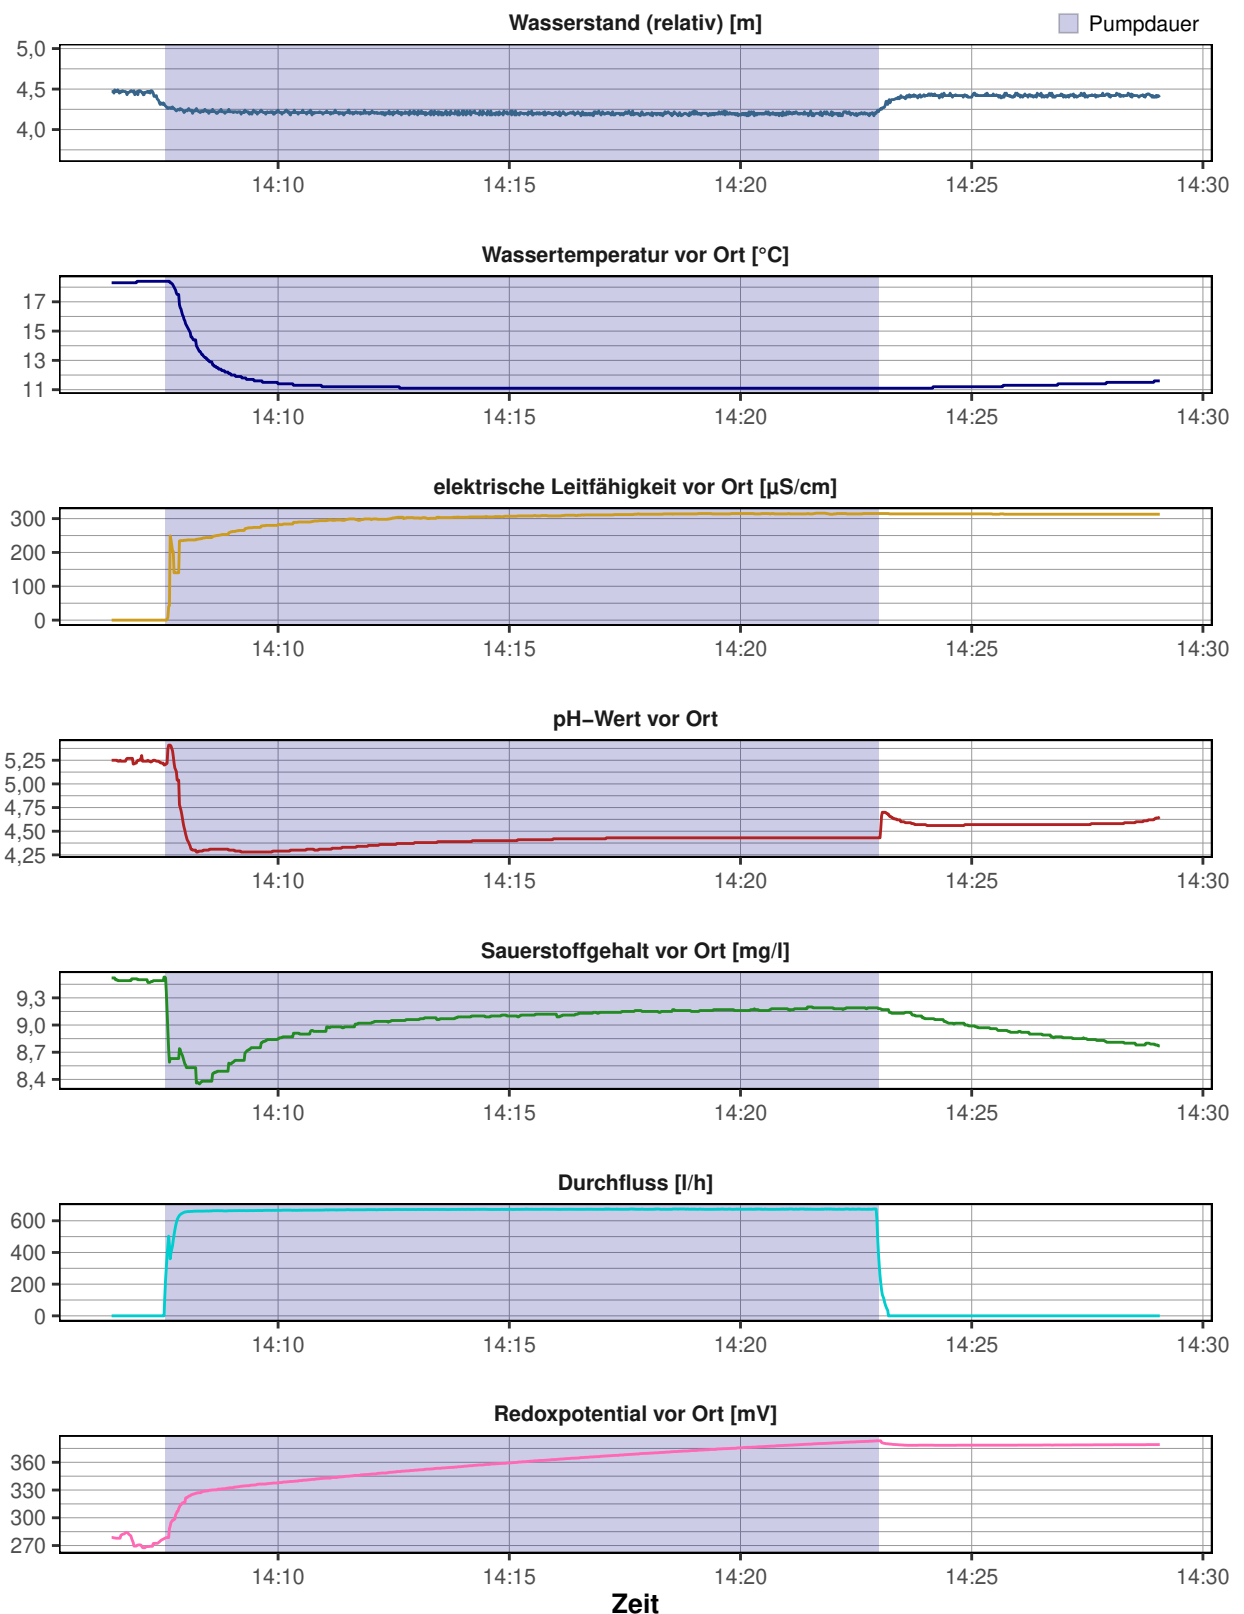 Wasserstand (relativ) [m]
Pumpdauer
5,0
4,5
4,0
14:10 14:15 14:20 14:25 14:30
Wassertemperatur vor Ort [°C]
17
15
13
11
14:10 14:15 14:20 14:25 14:30
elektrische Leitfähigkeit vor Ort [µS/cm]
300
200
100
0
14:10 14:15 14:20 14:25 14:30
pH−Wert vor Ort
5,25
5,00
4,75
4,50
4,25
14:10 14:15 14:20 14:25 14:30
Sauerstoffgehalt vor Ort [mg/l]
9,3
9,0
8,7
8,4
14:10 14:15 14:20 14:25 14:30
Durchfluss [l/h]
600
400
200
0
14:10 14:15 14:20 14:25 14:30
Redoxpotential vor Ort [mV]
360
330
300
270
14:10 14:15 14:20 14:25 14:30
Zeit